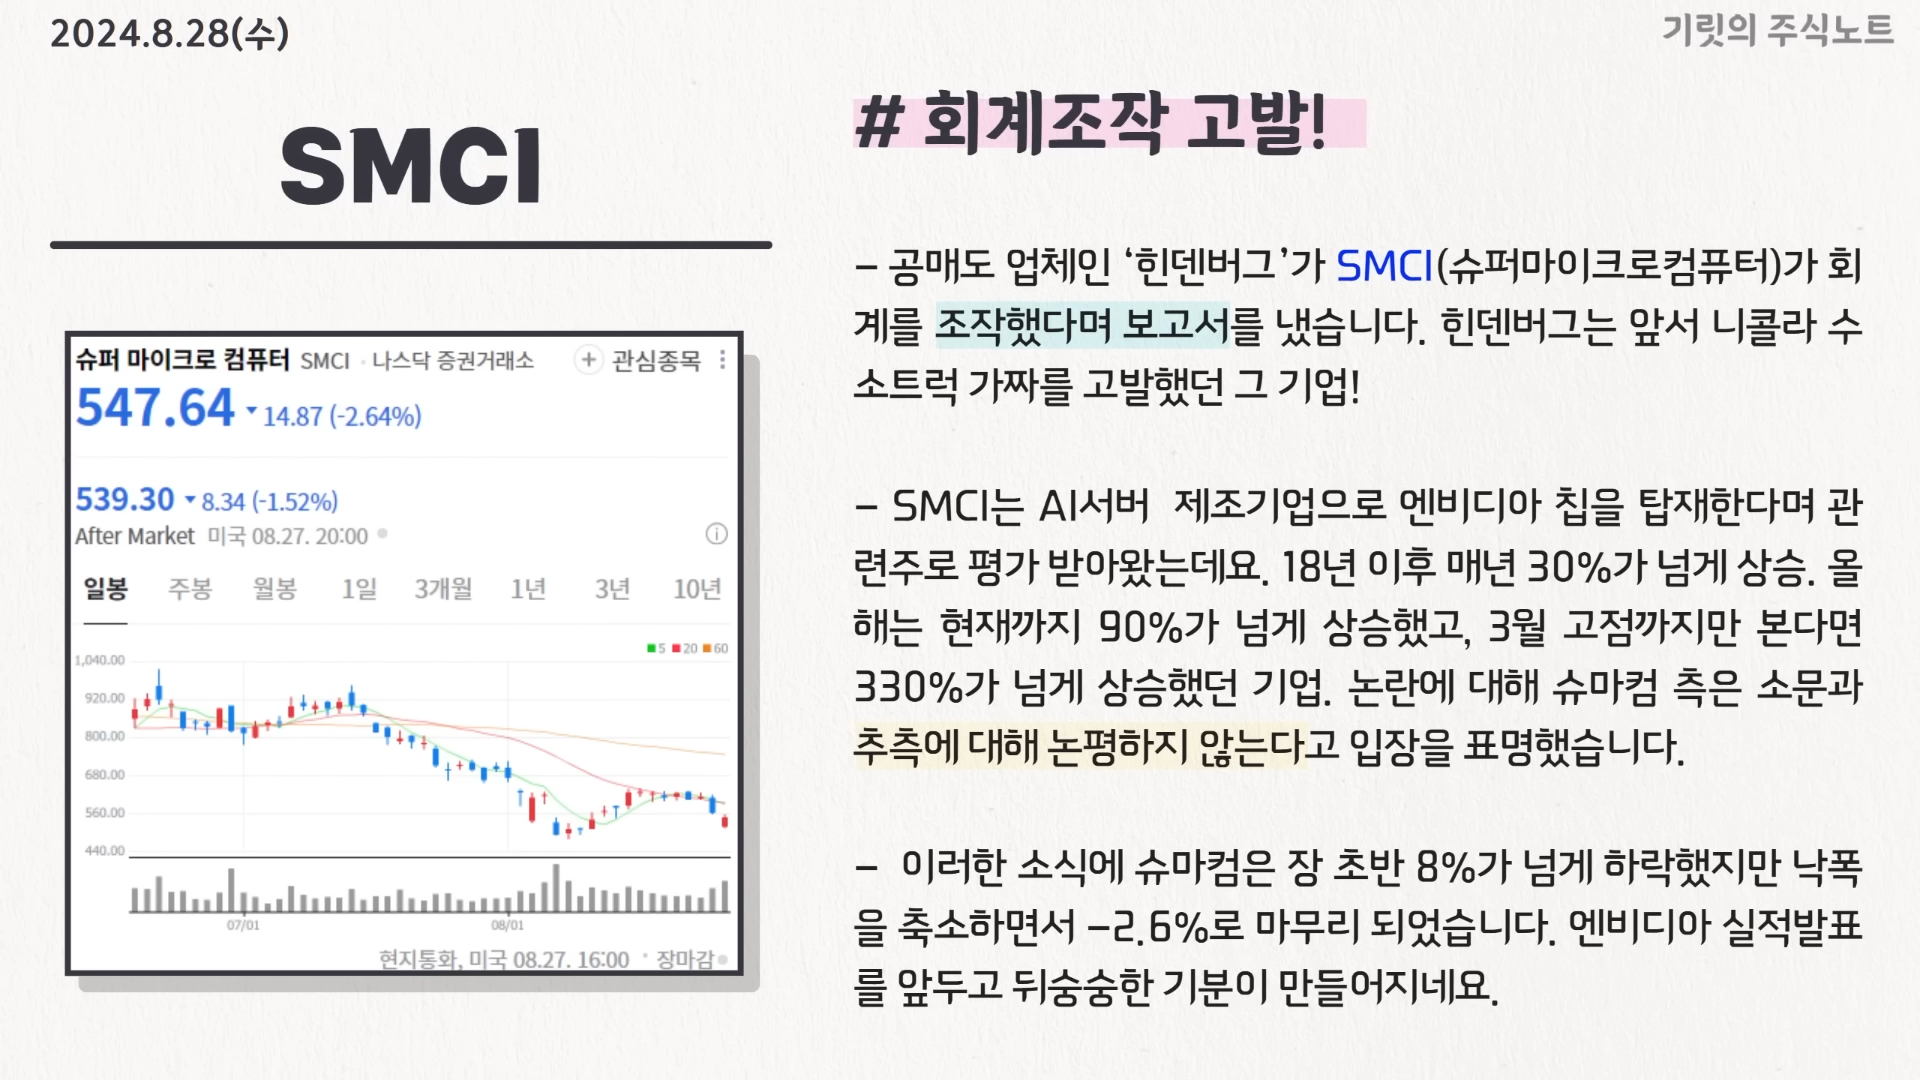 2024.8.28(수)
기릿의 주식노트
SMCI
# 회계조작 고발!
슈퍼 마이크로 컴퓨터 SMCI · 나스닥 증권거래소 + 관심종목
547.64 ▼ 14.87 (-2.64%)
539.30 ▼ 8.34 (-1.52%)
After Market 미국 08.27. 20:00
일봉 주봉 월봉 1일 3개월 1년 3년 10년
5 20 60
1,040.00
920.00
800.00
680.00
560.00
440.00
07/01 08/01
현지통화, 미국 08.27. 16:00 · 장마감
– 공매도 업체인 ‘힌덴버그’가 SMCI(슈퍼마이크로컴퓨터)가 회
계를 조작했다며 보고서를 냈습니다. 힌덴버그는 앞서 니콜라 수
소트럭 가짜를 고발했던 그 기업!
– SMCI는 AI서버 제조기업으로 엔비디아 칩을 탑재한다며 관
련주로 평가 받아왔는데요. 18년 이후 매년 30%가 넘게 상승. 올
해는 현재까지 90%가 넘게 상승했고, 3월 고점까지만 본다면
330%가 넘게 상승했던 기업. 논란에 대해 슈마컴 측은 소문과
추측에 대해 논평하지 않는다고 입장을 표명했습니다.
– 이러한 소식에 슈마컴은 장 초반 8%가 넘게 하락했지만 낙폭
을 축소하면서 –2.6%로 마무리 되었습니다. 엔비디아 실적발표
를 앞두고 뒤숭숭한 기분이 만들어지네요.